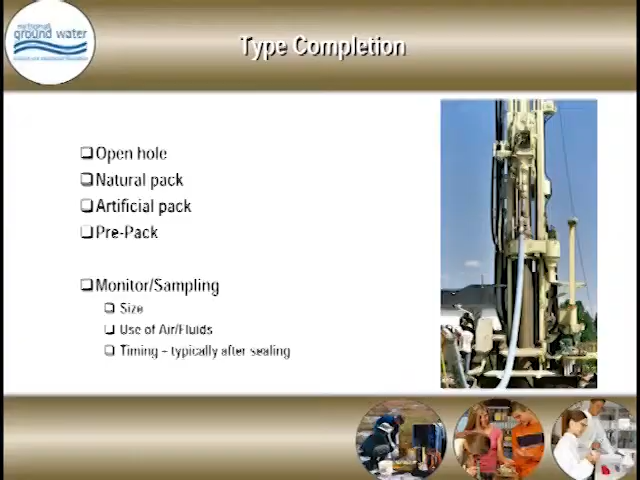 national
ground water
Type Completion
Open hole
Natural pack
Artificial pack
Pre-Pack
Monitor/Sampling
Size
Use of Air/Fluids
Timing – typically after sealing